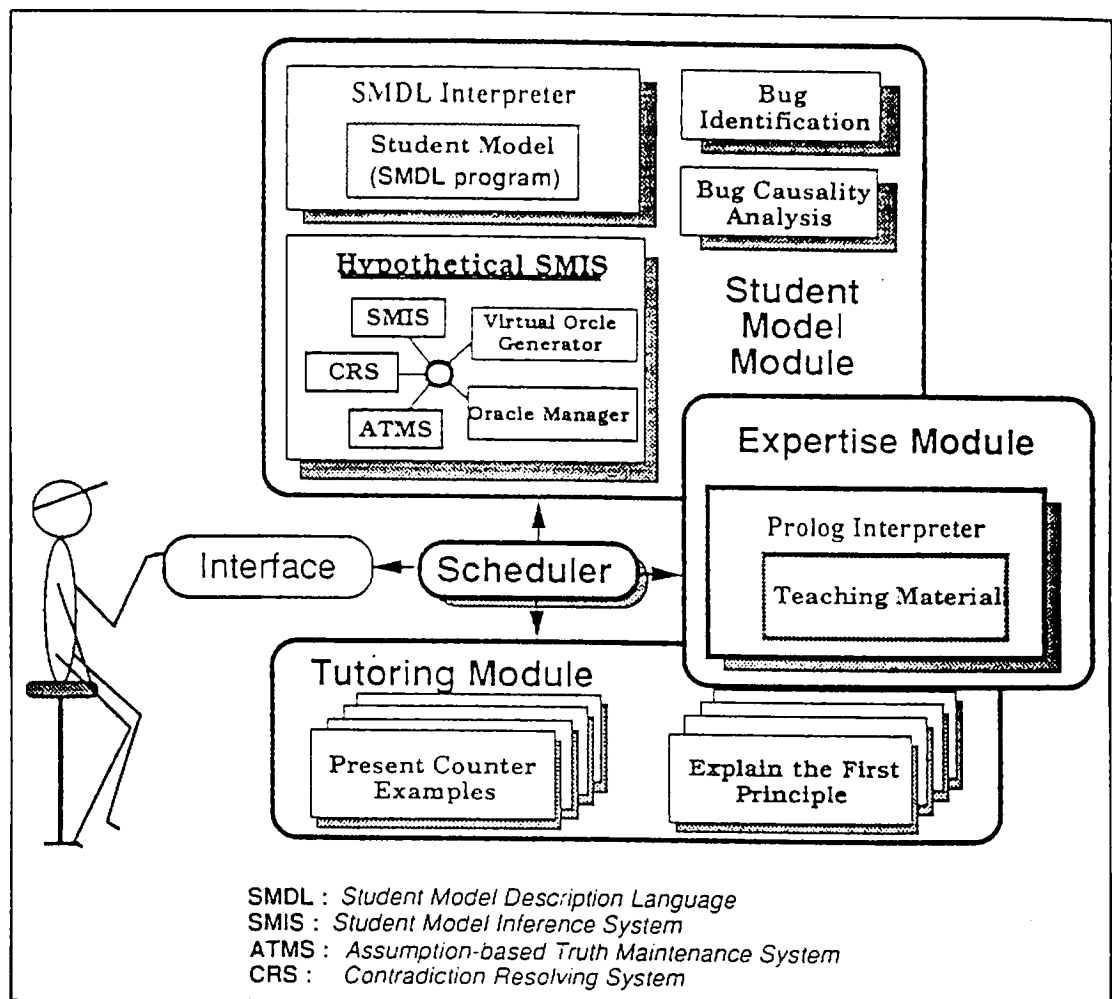 SMDL Interpreter
Student Model
(SMDL program)
Bug
Identification
Bug Causality
Analysis
Hypothetical SMIS
SMIS
CRS
ATMS
Virtual Orcle
Generator
Oracle Manager
Student
Model
Module
Expertise Module
Prolog Interpreter
Teaching Material
Interface
Scheduler
Tutoring Module
Present Counter
Examples
Explain the First
Principle
SMDL : Student Model Description Language
SMIS : Student Model Inference System
ATMS : Assumption-based Truth Maintenance System
CRS : Contradiction Resolving System